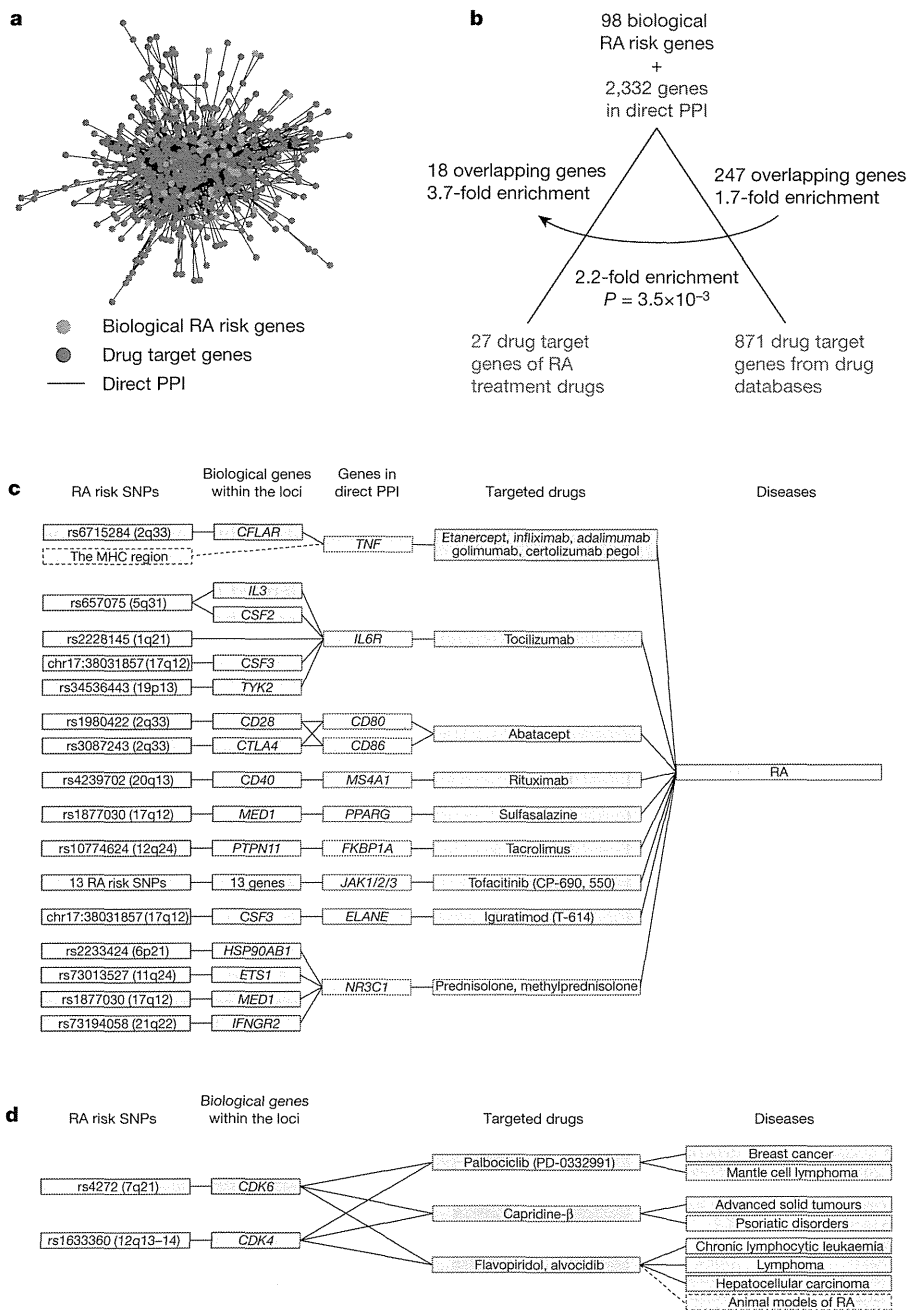 a
Biological RA risk genes
Drug target genes
Direct PPI
b
98 biological
RA risk genes
+
2,332 genes
in direct PPI
18 overlapping genes
3.7-fold enrichment
247 overlapping genes
1.7-fold enrichment
2.2-fold enrichment
P = 3.5×10⁻³
27 drug target
genes of RA
treatment drugs
871 drug target
genes from drug
databases
c
RA risk SNPs
Biological genes
within the loci
Genes in
direct PPI
Targeted drugs
Diseases
rs6715284 (2q33)
CFLAR
The MHC region
TNF
Etanercept, infliximab, adalimumab
golimumab, certolizumab pegol
rs657075 (5q31)
IL3
CSF2
rs2228145 (1q21)
IL6R
Tocilizumab
chr17:38031857 (17q12)
CSF3
rs34536443 (19p13)
TYK2
rs1980422 (2q33)
CD28
CD80
rs3087243 (2q33)
CTLA4
CD86
Abatacept
RA
rs4239702 (20q13)
CD40
MS4A1
Rituximab
rs1877030 (17q12)
MED1
PPARG
Sulfasalazine
rs10774624 (12q24)
PTPN11
FKBP1A
Tacrolimus
13 RA risk SNPs
13 genes
JAK1/2/3
Tofacitinib (CP-690, 550)
chr17:38031857 (17q12)
CSF3
ELANE
Iguratimod (T-614)
rs2233424 (6p21)
HSP90AB1
rs73013527 (11q24)
ETS1
rs1877030 (17q12)
MED1
rs73194058 (21q22)
IFNGR2
NR3C1
Prednisolone, methylprednisolone
d
RA risk SNPs
Biological genes
within the loci
Targeted drugs
Diseases
rs4272 (7q21)
CDK6
rs1633360 (12q13–14)
CDK4
Palbociclib (PD-0332991)
Breast cancer
Mantle cell lymphoma
Capridine-β
Advanced solid tumours
Psoriatic disorders
Flavopiridol, alvocidib
Chronic lymphocytic leukaemia
Lymphoma
Hepatocellular carcinoma
Animal models of RA